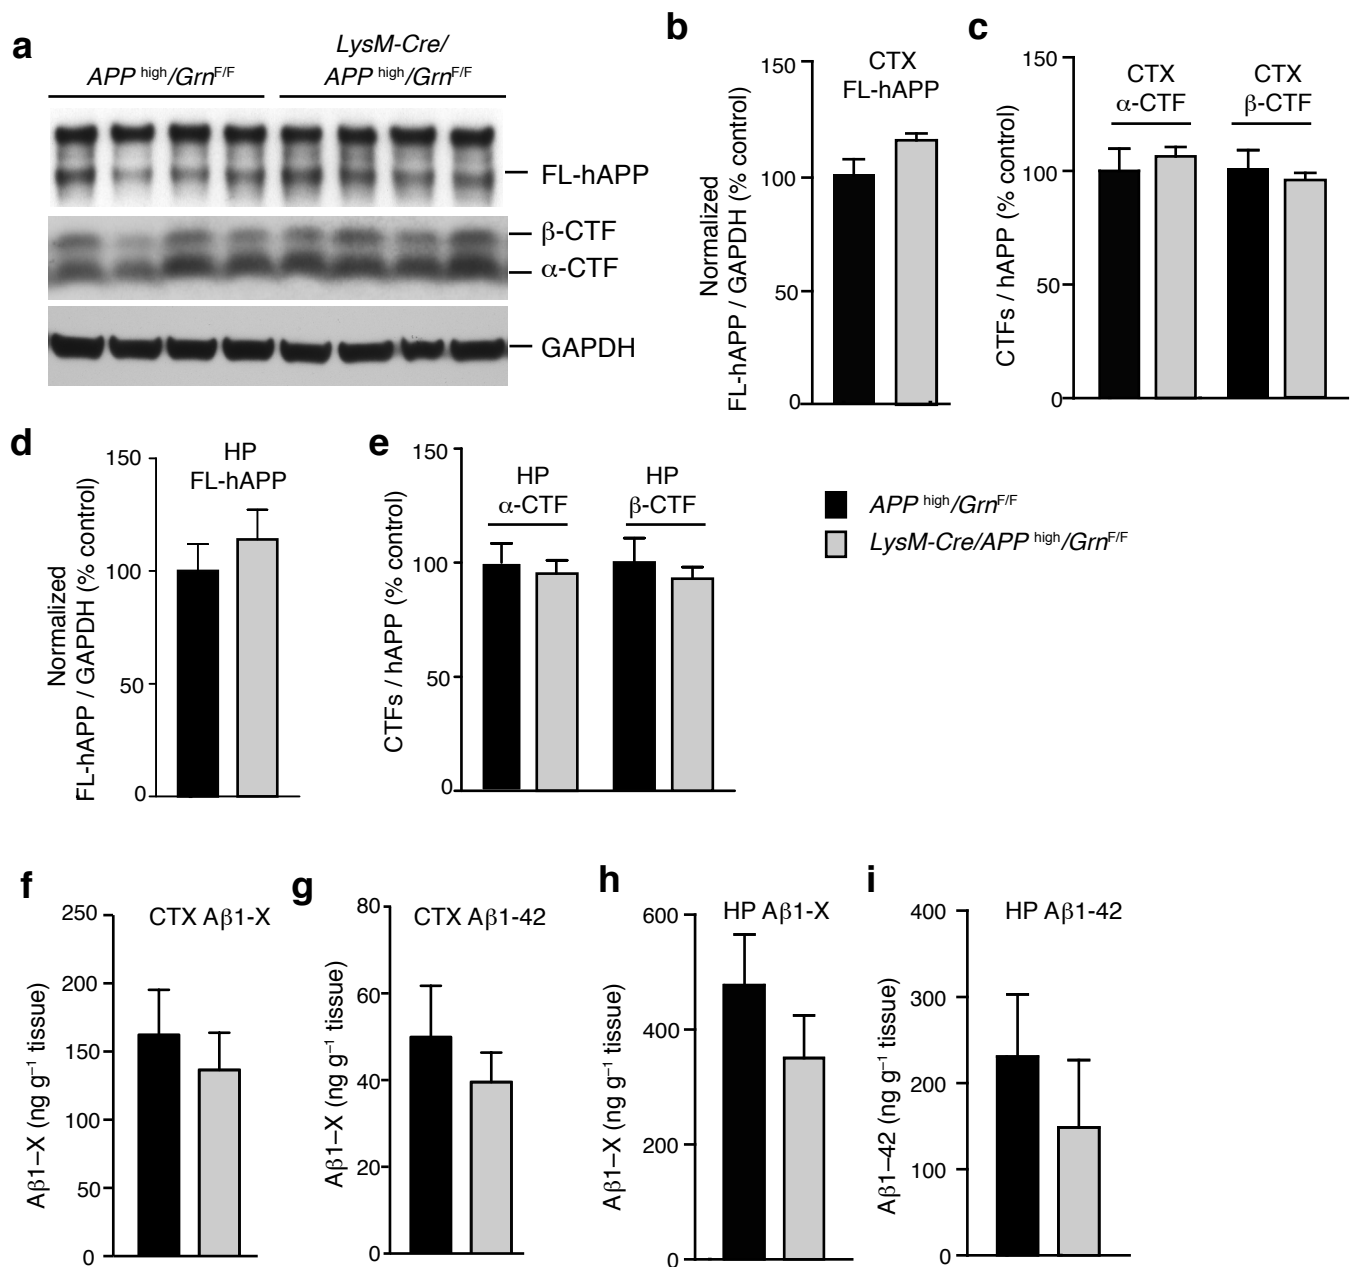 a
APP high/GrnF/F
LysM-Cre/
APP high/GrnF/F
FL-hAPP
β-CTF
α-CTF
GAPDH
b
Normalized
FL-hAPP / GAPDH (% control)
150
100
50
0
CTX
FL-hAPP
c
CTFs / hAPP (% control)
150
100
50
0
CTX
α-CTF
CTX
β-CTF
d
Normalized
FL-hAPP / GAPDH (% control)
150
100
50
0
HP
FL-hAPP
e
CTFs / hAPP (% control)
150
100
50
0
HP
α-CTF
HP
β-CTF
APP high/GrnF/F
LysM-Cre/APP high/GrnF/F
f
Aβ1–X (ng g⁻¹ tissue)
250
200
150
100
50
0
CTX Aβ1-X
g
Aβ1–X (ng g⁻¹ tissue)
80
60
40
20
0
CTX Aβ1-42
h
Aβ1–X (ng g⁻¹ tissue)
600
400
200
0
HP Aβ1-X
i
Aβ1–42 (ng g⁻¹ tissue)
400
300
200
100
0
HP Aβ1-42